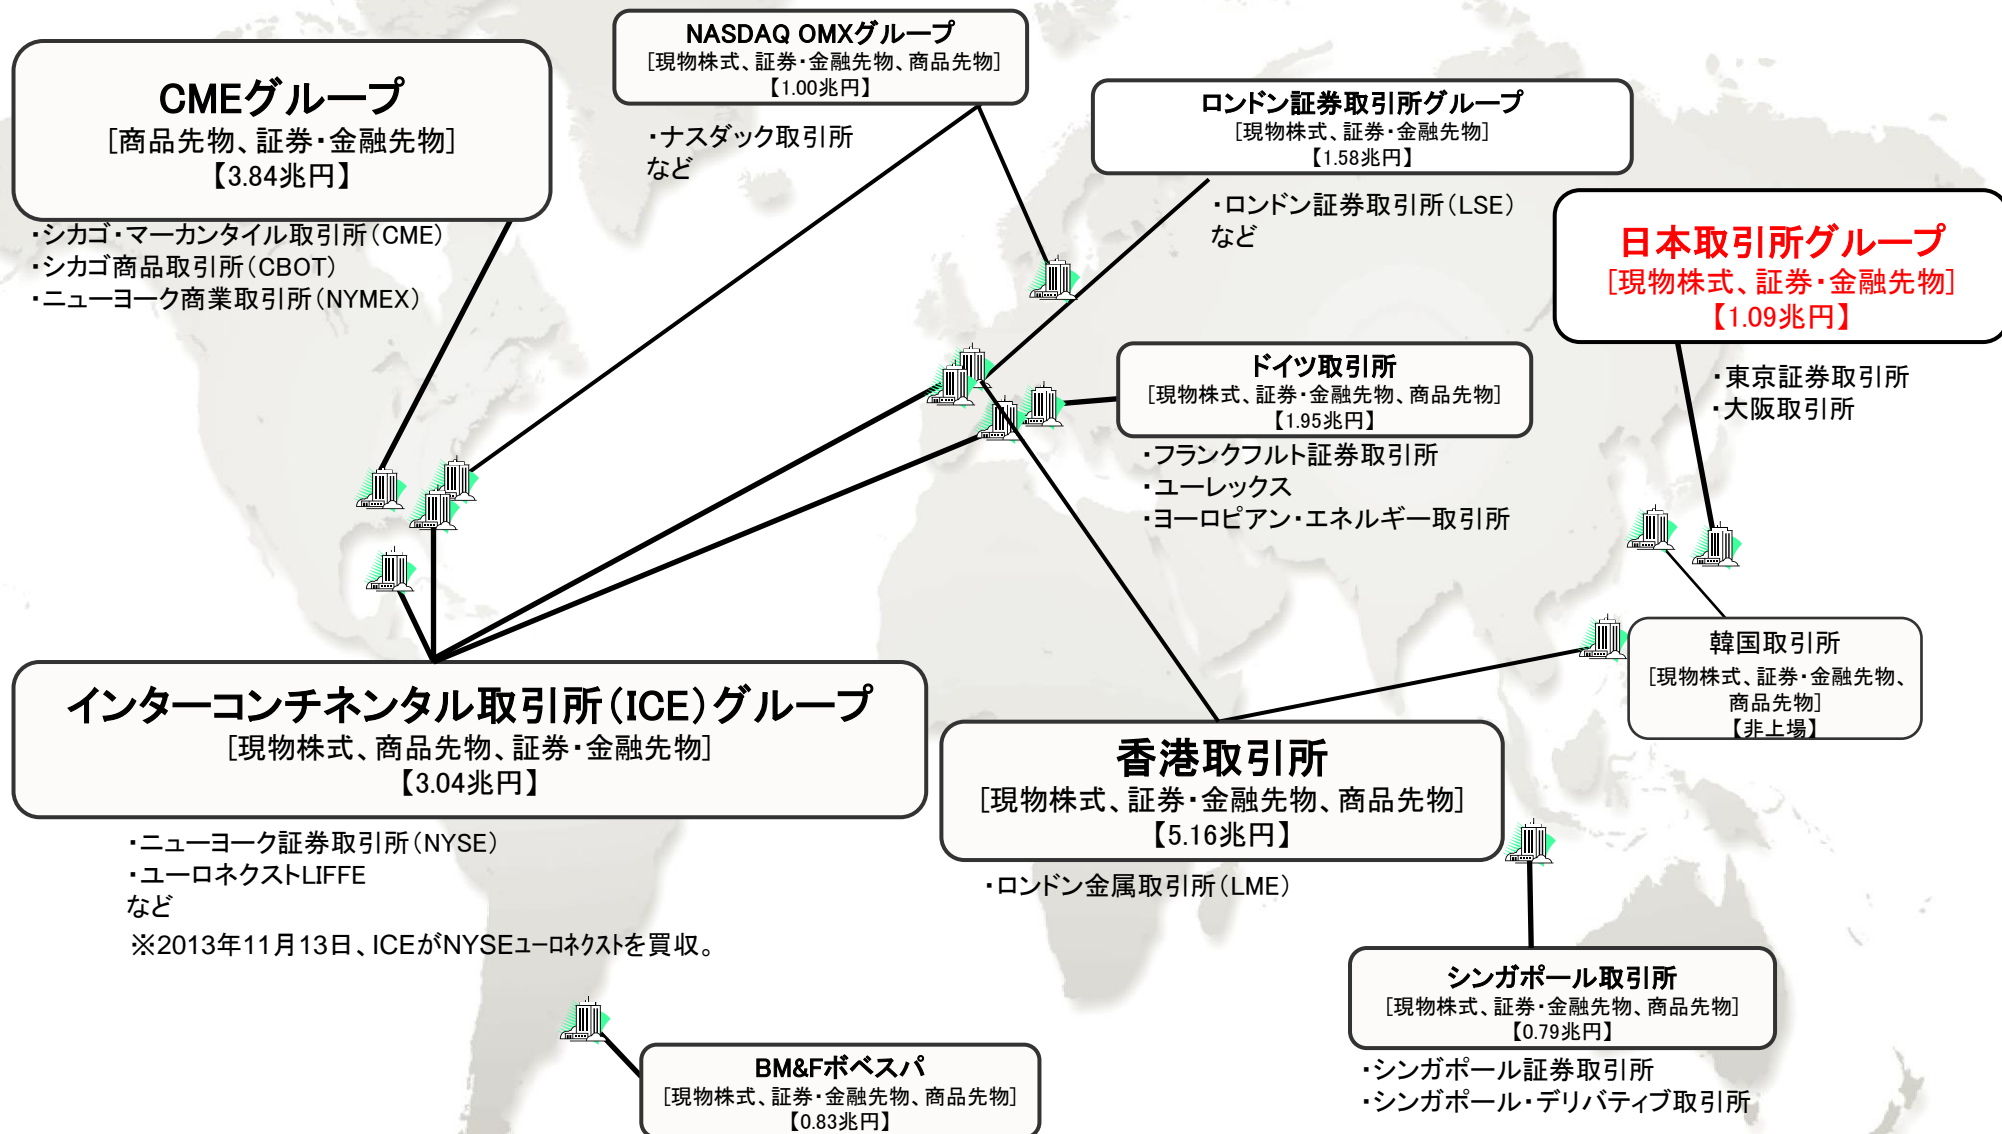 CMEグループ
[商品先物、証券・金融先物]
【3.84兆円】
・シカゴ・マーカンタイル取引所(CME)
・シカゴ商品取引所(CBOT)
・ニューヨーク商業取引所(NYMEX)
NASDAQ OMXグループ
[現物株式、証券・金融先物、商品先物]
【1.00兆円】
・ナスダック取引所
など
ロンドン証券取引所グループ
[現物株式、証券・金融先物]
【1.58兆円】
・ロンドン証券取引所(LSE)
など
日本取引所グループ
[現物株式、証券・金融先物]
【1.09兆円】
・東京証券取引所
・大阪取引所
ドイツ取引所
[現物株式、証券・金融先物、商品先物]
【1.95兆円】
・フランクフルト証券取引所
・ユーレックス
・ヨーロピアン・エネルギー取引所
韓国取引所
[現物株式、証券・金融先物、
商品先物]
【非上場】
インターコンチネンタル取引所(ICE)グループ
[現物株式、商品先物、証券・金融先物]
【3.04兆円】
・ニューヨーク証券取引所(NYSE)
・ユーロネクストLIFFE
など
※2013年11月13日、ICEがNYSEユーロネクストを買収。
香港取引所
[現物株式、証券・金融先物、商品先物]
【5.16兆円】
・ロンドン金属取引所(LME)
シンガポール取引所
[現物株式、証券・金融先物、商品先物]
【0.79兆円】
・シンガポール証券取引所
・シンガポール・デリバティブ取引所
BM&Fボベスパ
[現物株式、証券・金融先物、商品先物]
【0.83兆円】